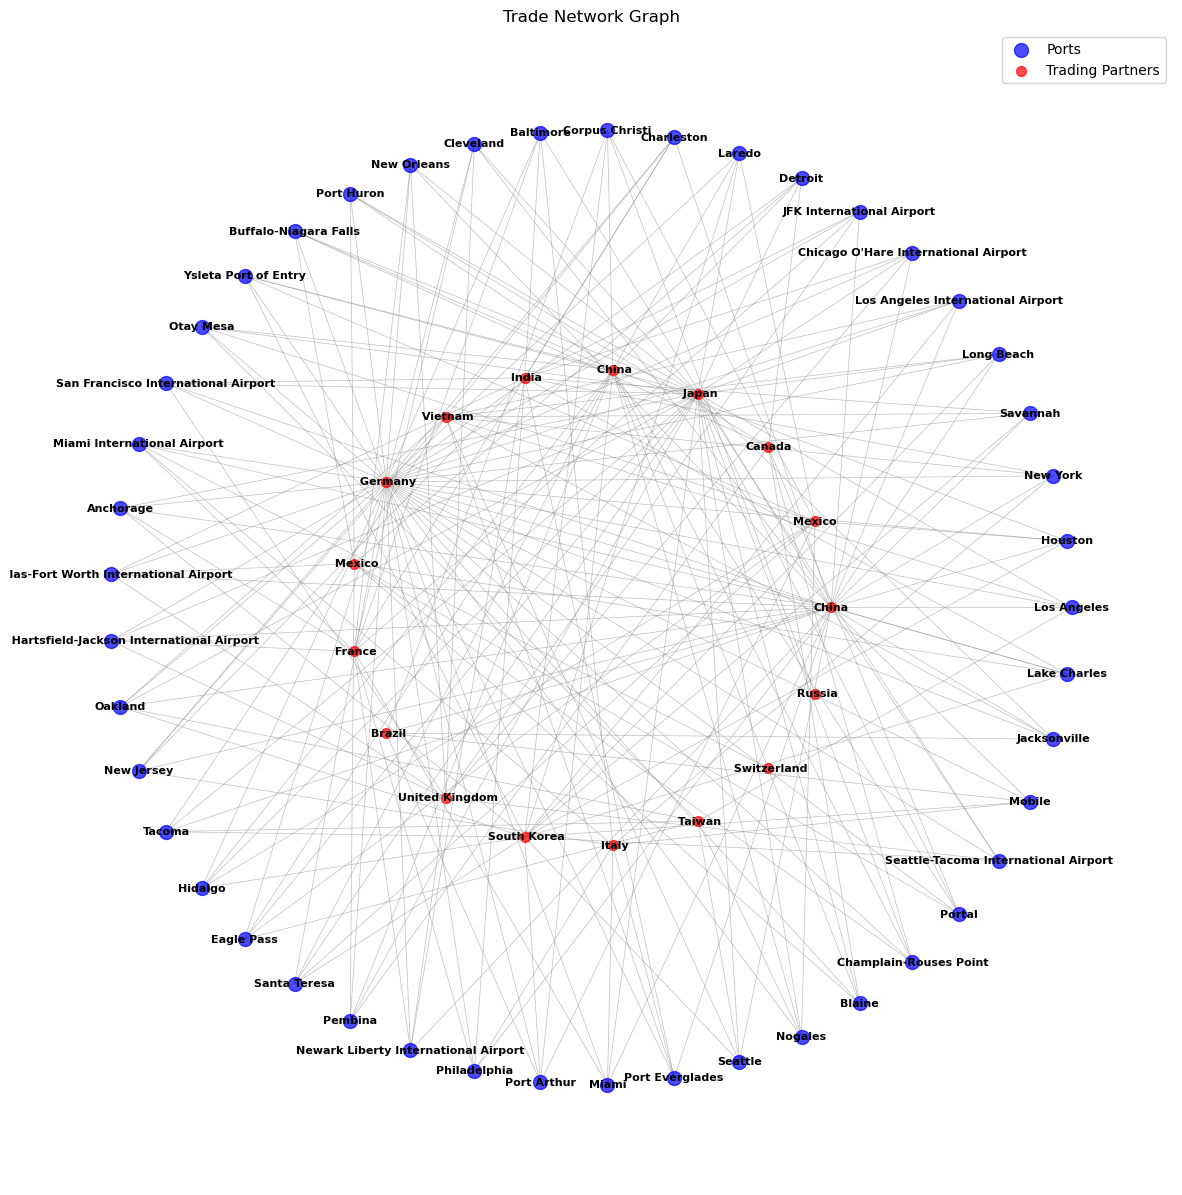 Trade Network Graph
Ports
Trading Partners
Corpus Christi
Baltimore
Charleston
Cleveland
Laredo
New Orleans
Detroit
Port Huron
JFK International Airport
Buffalo-Niagara Falls
Chicago O'Hare International Airport
Ysleta Port of Entry
Los Angeles International Airport
Otay Mesa
Long Beach
China
India
San Francisco International Airport
Japan
Savannah
Vietnam
Miami International Airport
Canada
New York
Germany
Anchorage
Mexico
Houston
Mexico
las-Fort Worth International Airport
China
Los Angeles
Hartsfield-Jackson International Airport
France
Lake Charles
Russia
Oakland
Brazil
Jacksonville
Switzerland
New Jersey
United Kingdom
Mobile
Taiwan
Tacoma
South Korea
Italy
Seattle-Tacoma International Airport
Hidalgo
Portal
Eagle Pass
Champlain-Rouses Point
Santa Teresa
Blaine
Pembina
Nogales
Newark Liberty International Airport
Seattle
Philadelphia
Port Everglades
Port Arthur
Miami